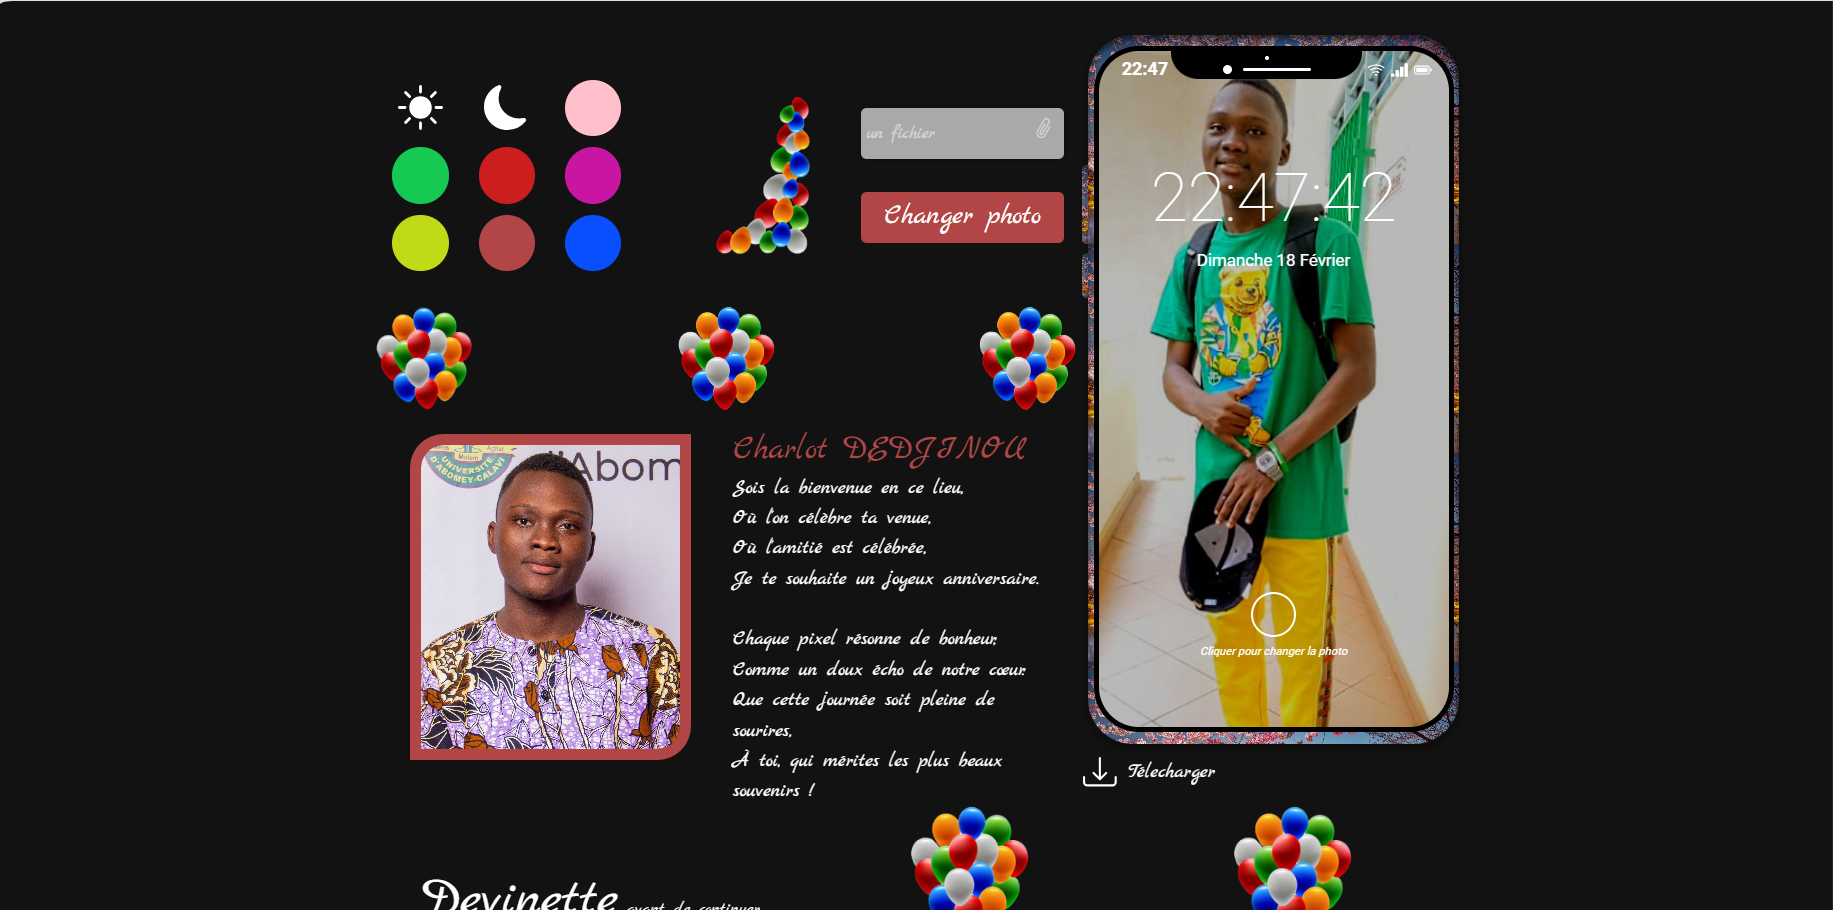 22:47
un fichier
Changer photo
22:47:42
Dimanche 18 Février
Charlot DEDJINOU
Sois la bienvenue en ce lieu,
Où l'on célèbre ta venue,
Où l'amitié est célébrée,
Je te souhaite un joyeux anniversaire.
Chaque pixel résonne de bonheur,
Comme un doux écho de notre cœur.
Que cette journée soit pleine de
sourires,
À toi, qui mérites les plus beaux
souvenirs !
Agitat
Molem
UNIVERSITE
D'ABOMEY-CALAVI
d'Abom
Cliquer pour changer la photo
Télecharger
Devinette avant de continuer